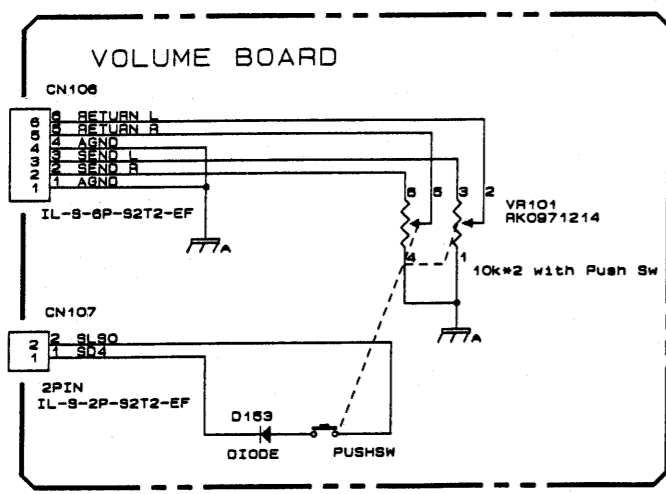 VOLUME BOARD
CN106
6 6 RETURN L
5 5 RETURN R
4 4 AGND
3 3 SEND L
2 2 SEND R
1 1 AGND
IL-S-6P-S2T2-EF
A
6 5 3 2
VR101
RK0971214
4 1
10k*2 with Push Sw
A
CN107
2 2 SLS0
1 1 SD4
2PIN
IL-S-2P-S2T2-EF
D153
DIODE
PUSHSW